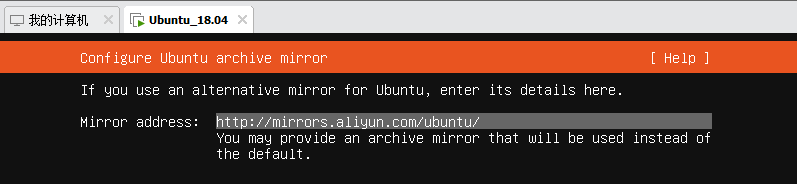 我的计算机 Ubuntu_18.04
Configure Ubuntu archive mirror [ Help ]
If you use an alternative mirror for Ubuntu, enter its details here.
Mirror address: http://mirrors.aliyun.com/ubuntu/
You may provide an archive mirror that will be used instead of
the default.